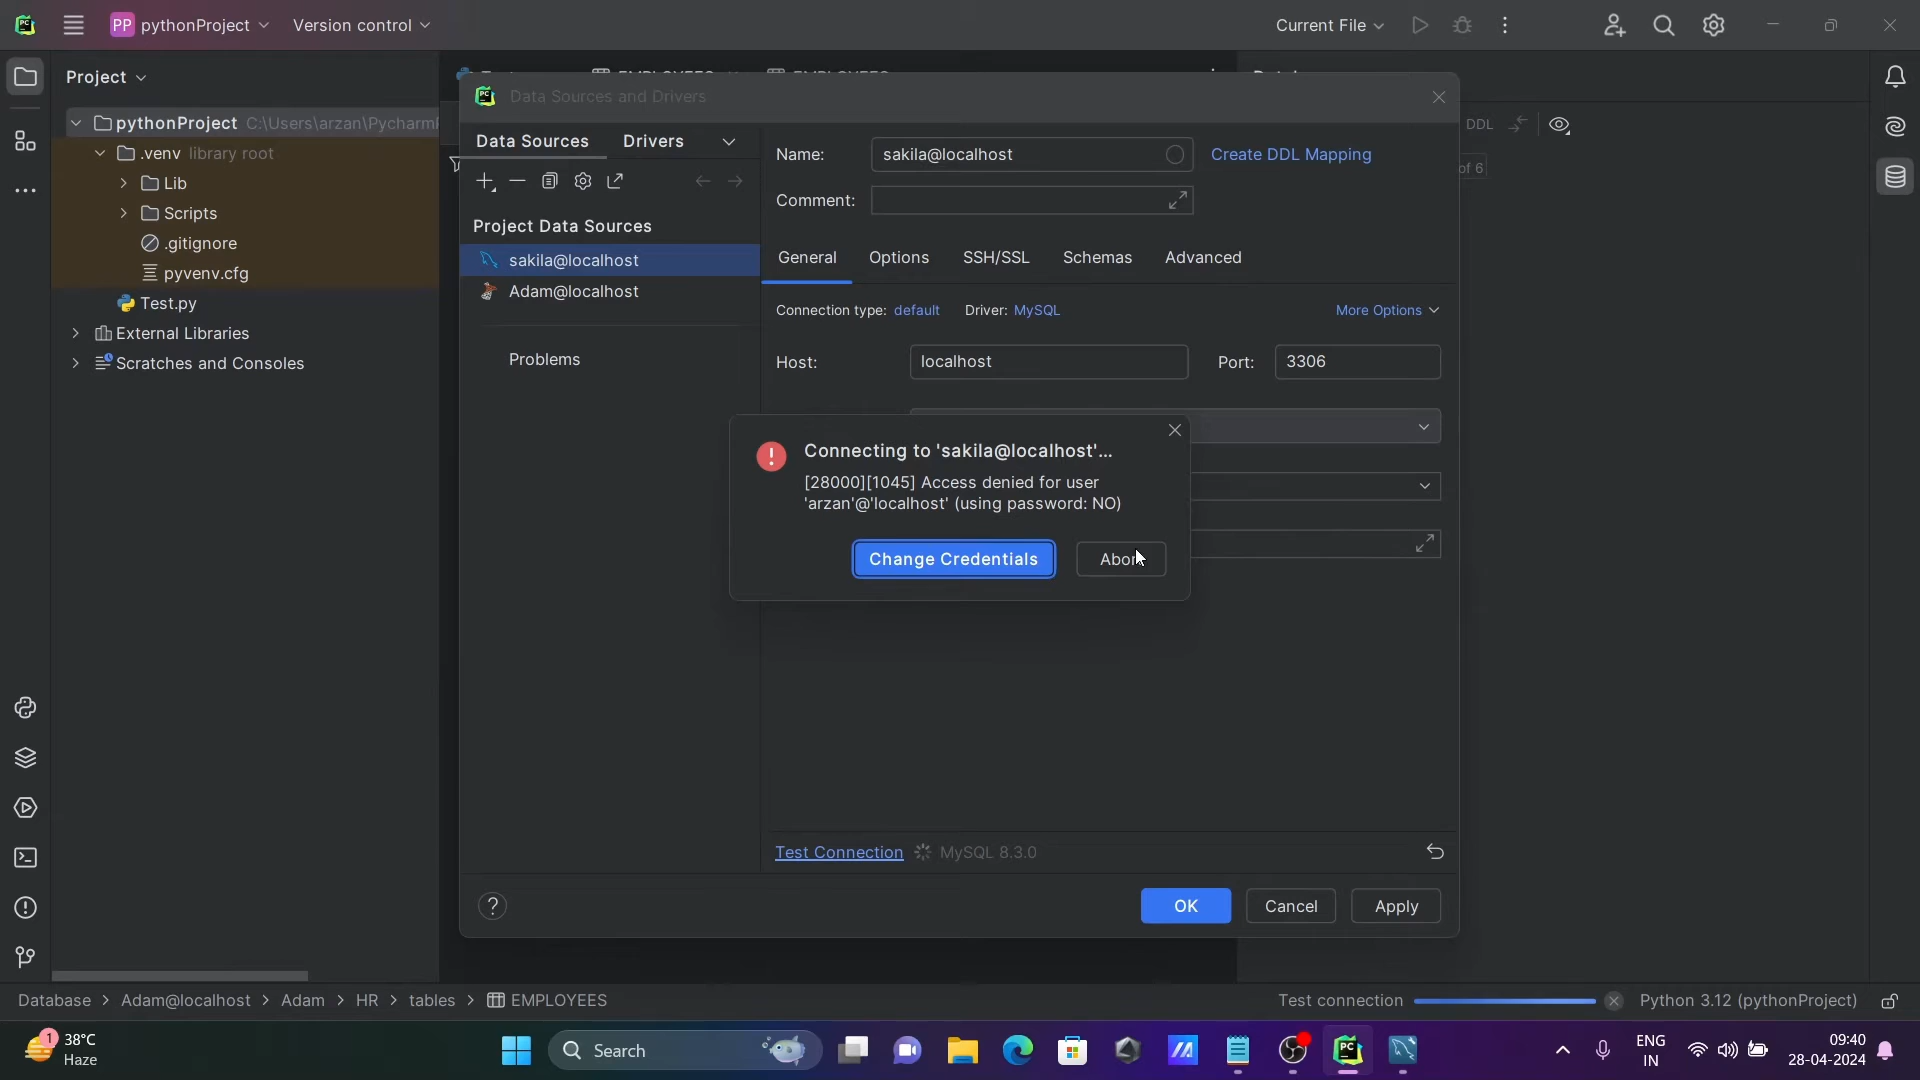 PP pythonProject
Version control
Current File
Project
pythonProject C:\Users\arzan\Pycharm
.venv library root
Lib
Scripts
.gitignore
pyvenv.cfg
Test.py
External Libraries
Scratches and Consoles
Data Sources and Drivers
DDL
of 6
Data Sources
Drivers
Project Data Sources
sakila@localhost
Adam@localhost
Problems
Name: sakila@localhost
Create DDL Mapping
Comment:
General
Options
SSH/SSL
Schemas
Advanced
Connection type: default Driver: MySQL
More Options
Host: localhost
Port: 3306
Connecting to 'sakila@localhost'...
[28000][1045] Access denied for user
'arzan'@'localhost' (using password: NO)
Change Credentials
Test Connection MySQL 8.3.0
? OK Cancel Apply
Database > Adam@localhost > Adam > HR > tables > EMPLOYEES
Test connection
Python 3.12 (pythonProject)
38°C
Haze
Search
ENG
IN
09:40
28-04-2024